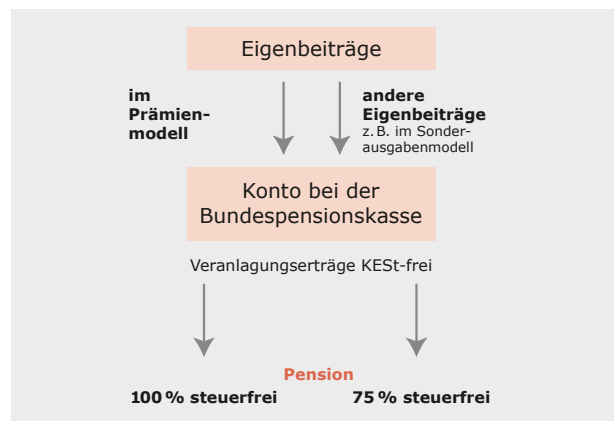 Eigenbeiträge
im
Prämien-
modell
andere
Eigenbeiträge
z. B. im Sonder-
ausgabenmodell
Konto bei der
Bundespensionskasse
Veranlagungserträge KESt-frei
Pension
100 % steuerfrei
75 % steuerfrei